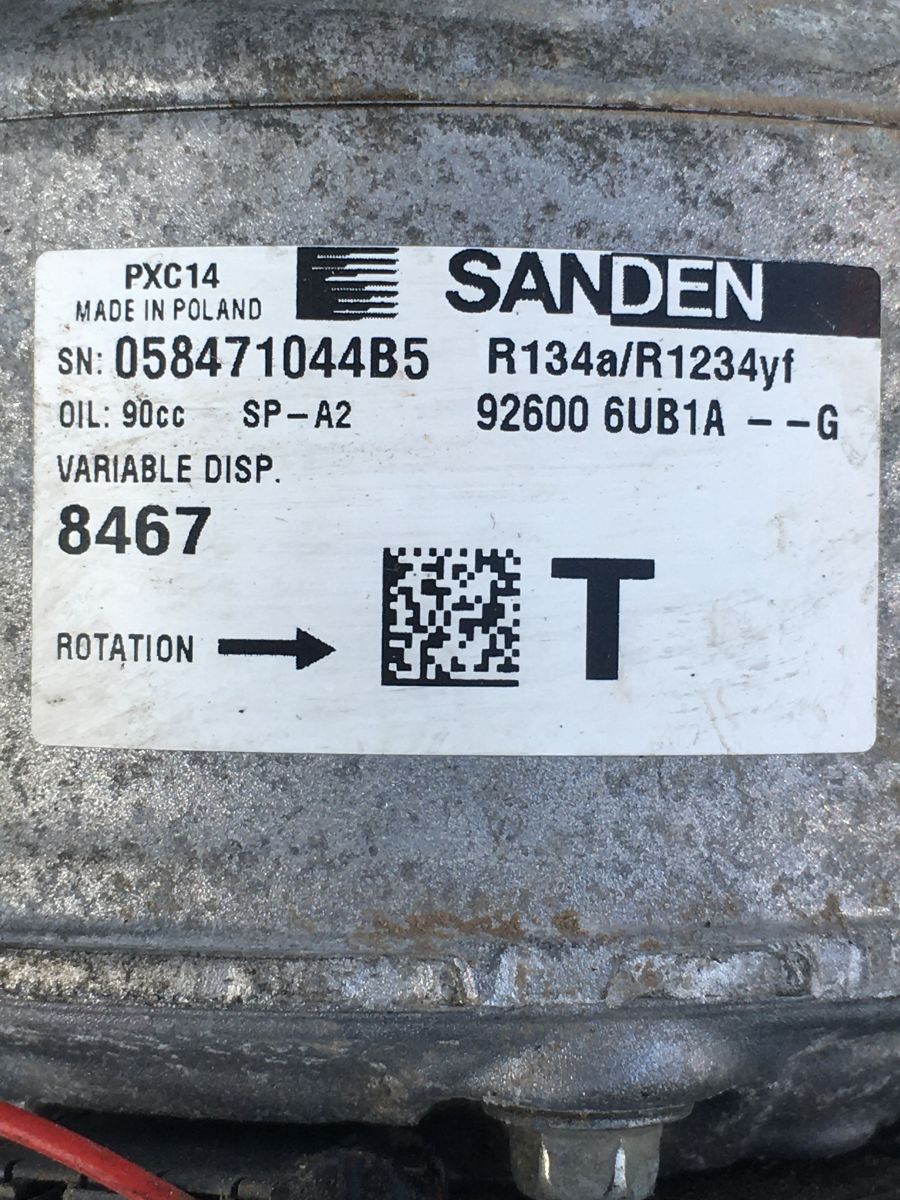 PXC14
MADE IN POLAND
SANDEN
SN: 058471044B5
R134a/R1234yf
OIL: 90cc SP-A2
92600 6UB1A --G
VARIABLE DISP.
8467
ROTATION
T